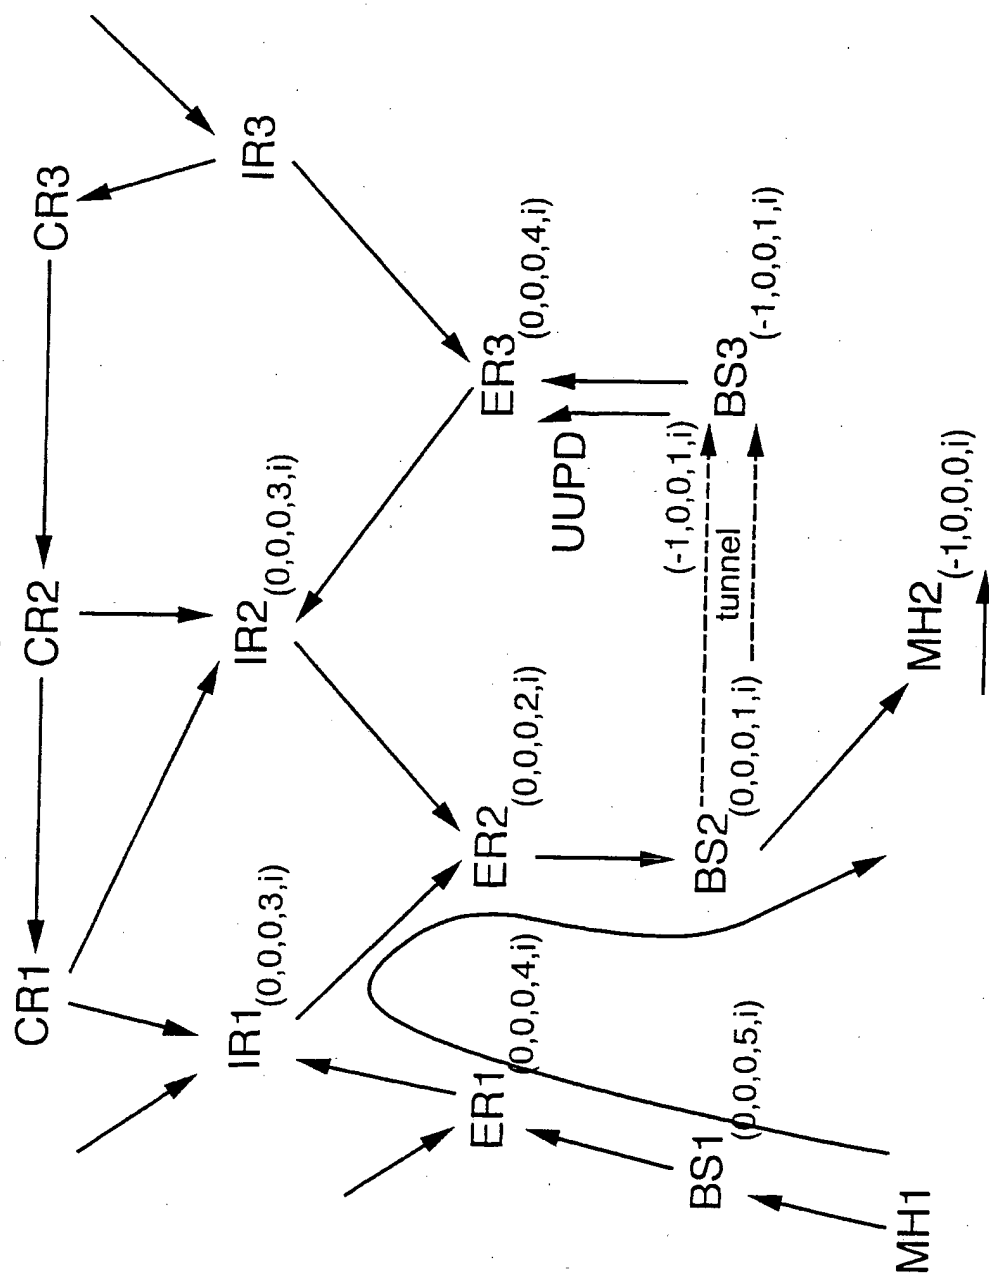 CR1
CR2
CR3
IR1(0,0,0,3,i)
IR2(0,0,0,3,i)
IR3
ER1(0,0,0,4,i)
ER2(0,0,0,2,i)
ER3(0,0,0,4,i)
UUPD
(-1,0,0,1,i)
tunnel
BS1(0,0,0,5,i)
BS2(0,0,0,1,i)
BS3(-1,0,0,1,i)
MH1
MH2(-1,0,0,0,i)